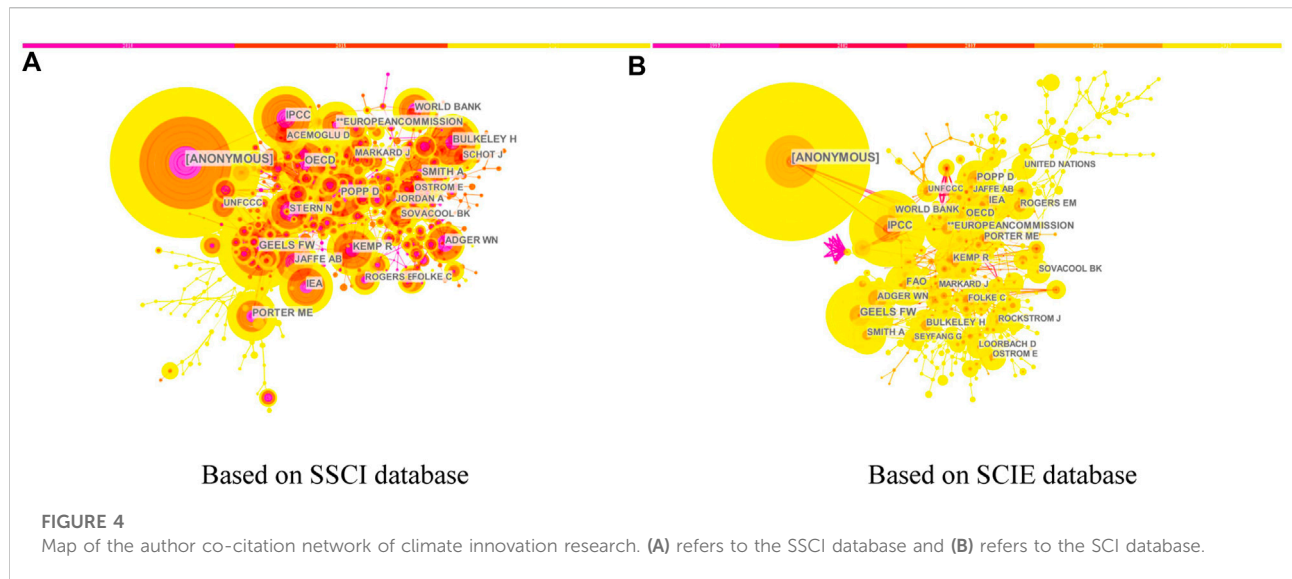 A
B
[ANONYMOUS]
IPCC
ACEMOGLU D
**EUROPEANCOMMISSION
WORLD BANK
BULKELEY H
SCHOT J
OECD
MARKARD J
SMITH A
OSTROM E
JORDAN A
POPP D
SOVACOOL BK
UNFCCC
STERN N
GEELS FW
JAFFE AB
KEMP R
ADGER WN
ROGERS E
FOLKE C
IEA
PORTER ME
[ANONYMOUS]
UNITED NATIONS
POPP D
UNFCCC
JAFFE AB
IEA
ROGERS EM
WORLD BANK
OECD
IPCC
**EUROPEANCOMMISSION
PORTER ME
KEMP R
SOVACOOL BK
FAO
MARKARD J
ADGER WN
FOLKE C
GEELS FW
ROCKSTROM J
BULKELEY H
SMITH A
SEYFANG G
LOORBACH D
OSTROM E
Based on SSCI database
Based on SCIE database
FIGURE 4
Map of the author co-citation network of climate innovation research. (A) refers to the SSCI database and (B) refers to the SCI database.